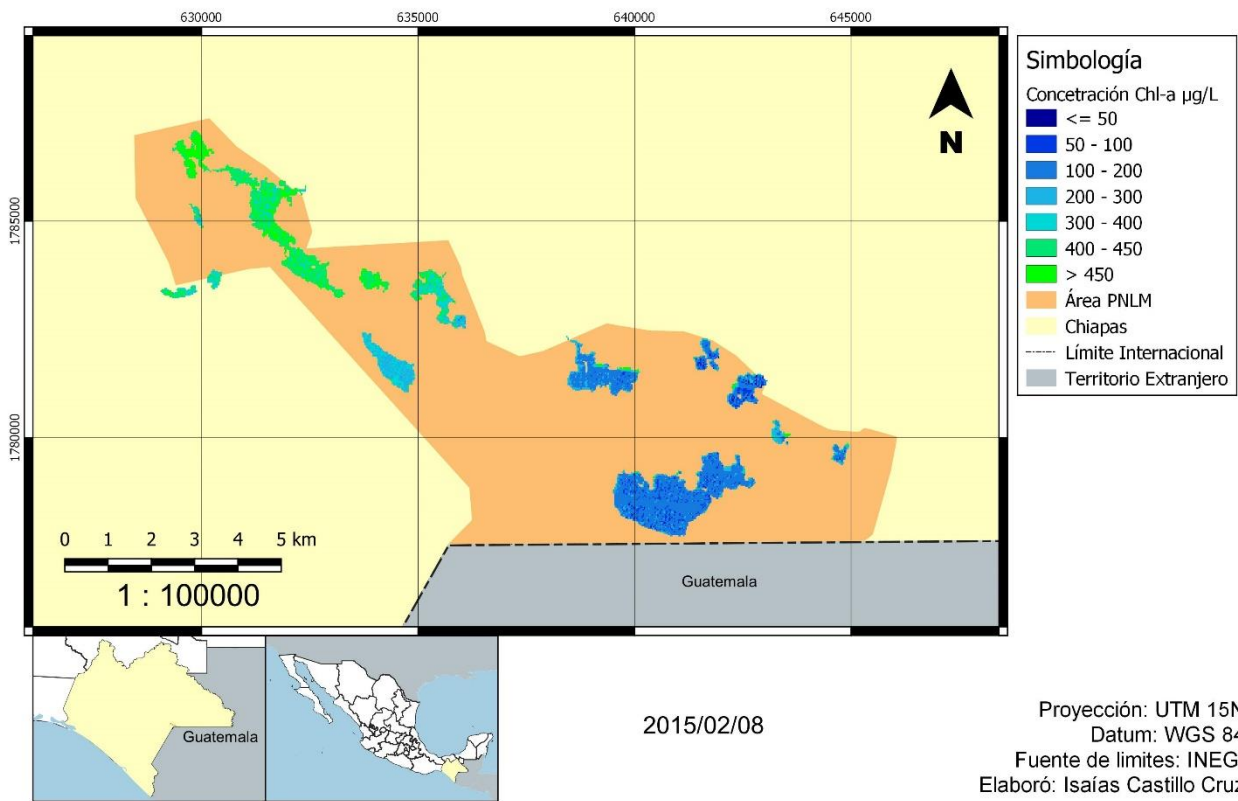 630000
635000
640000
645000
1785000
1780000
N
0 1 2 3 4 5 km
1 : 100000
Guatemala
Simbología
Concetración Chl-a µg/L
<= 50
50 - 100
100 - 200
200 - 300
300 - 400
400 - 450
> 450
Área PNLM
Chiapas
Límite Internacional
Territorio Extranjero
Guatemala
2015/02/08
Proyección: UTM 15N
Datum: WGS 84
Fuente de limites: INEG
Elaboró: Isaías Castillo Cruz